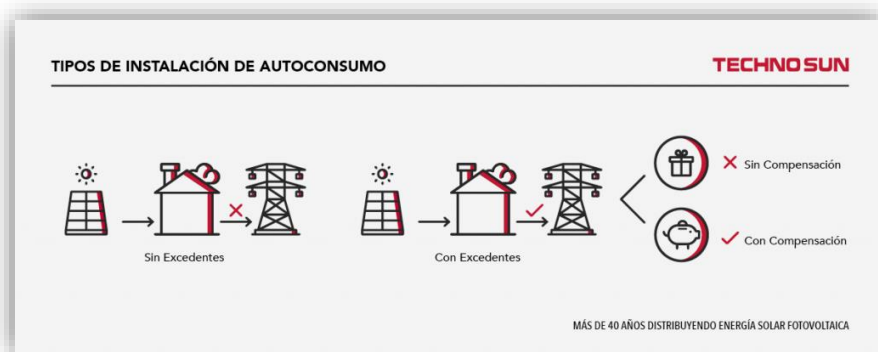 TIPOS DE INSTALACIÓN DE AUTOCONSUMO
TECHNO SUN
Sin Compensación
Sin Excedentes
Con Excedentes
Con Compensación
MÁS DE 40 AÑOS DISTRIBUYENDO ENERGÍA SOLAR FOTOVOLTAICA